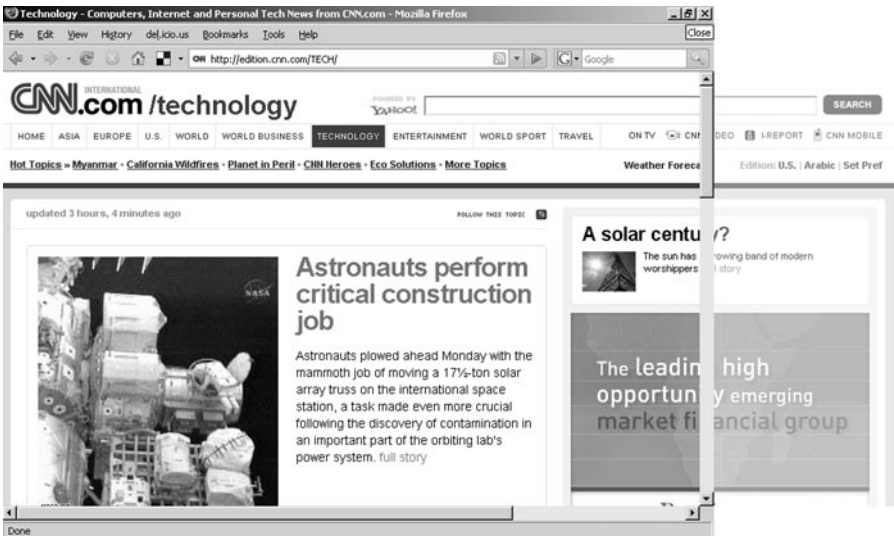 Technology - Computers, Internet and Personal Tech News from CNN.com - Mozilla Firefox
File Edit View History del.icio.us Bookmarks Tools Help
Close
CNN http://edition.cnn.com/TECH/
G Google
INTERNATIONAL
CNN.com /technology
POWERED BY
YAHOO!
SEARCH
HOME ASIA EUROPE U.S. WORLD WORLD BUSINESS TECHNOLOGY ENTERTAINMENT WORLD SPORT TRAVEL ON TV CNN DEO I-REPORT CNN MOBILE
Hot Topics » Myanmar • California Wildfires • Planet in Peril • CNN Heroes • Eco Solutions • More Topics
Weather Foreca Edition: U.S. | Arabic | Set Pref
updated 3 hours, 4 minutes ago
FOLLOW THIS TOPIC
NASA
Astronauts perform
critical construction
job
Astronauts plowed ahead Monday with the
mammoth job of moving a 17½-ton solar
array truss on the international space
station, a task made even more crucial
following the discovery of contamination in
an important part of the orbiting lab's
power system. full story
A solar century?
The sun has rowing band of modern
worshippers story
The leading high
opportunity emerging
market fi ancial group
Done